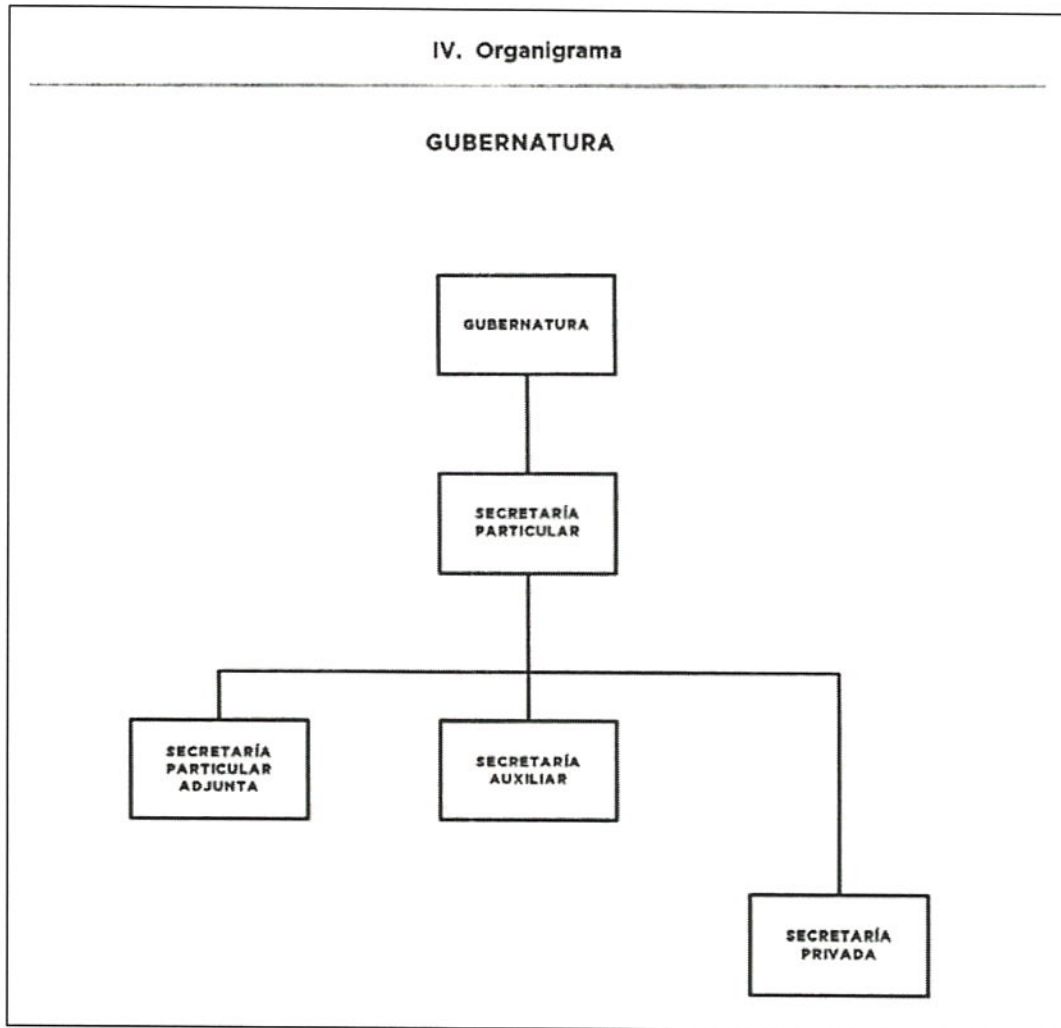 IV. Organigrama
GUBERNATURA
GUBERNATURA
SECRETARÍA
PARTICULAR
SECRETARÍA
PARTICULAR
ADJUNTA
SECRETARÍA
AUXILIAR
SECRETARÍA
PRIVADA